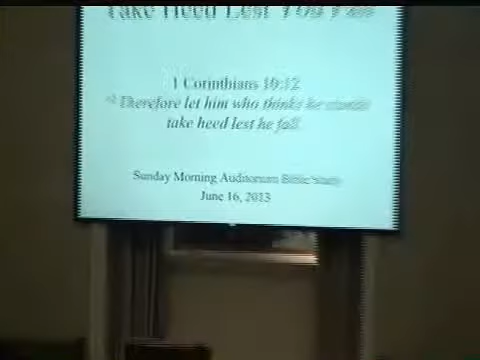 Take Heed Lest You Fall
1 Corinthians 10:12
12 Therefore let him who thinks he stands
take heed lest he fall.
Sunday Morning Auditorium Bible Study
June 16, 2013